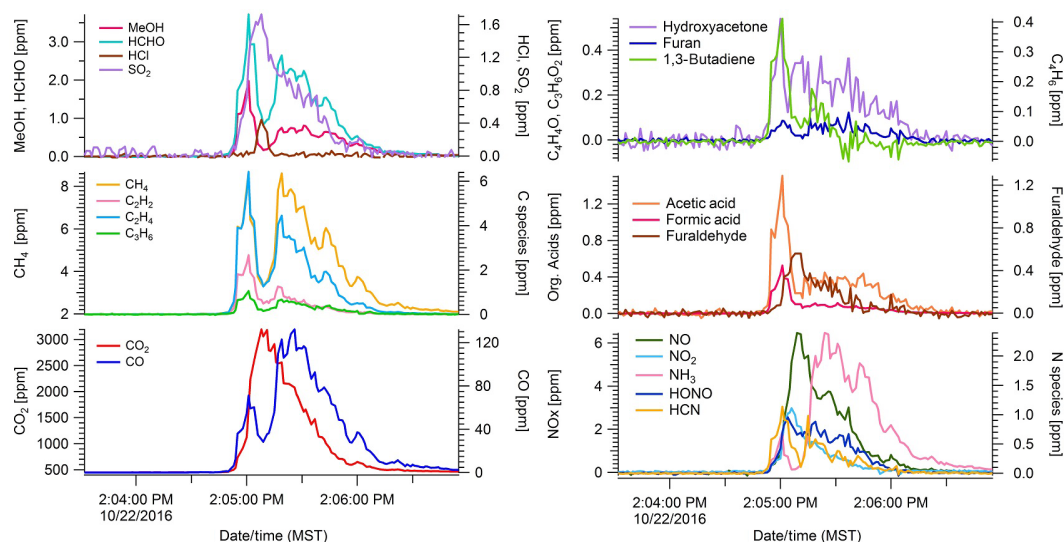 MeOH, HCHO [ppm]
3.0
2.0
1.0
0.0
MeOH
HCHO
HCl
SO2
1.6
1.2
0.8
0.4
0.0
HCl, SO2 [ppm]
CH4 [ppm]
8
6
4
2
CH4
C2H2
C2H4
C3H6
6
4
2
0
C species [ppm]
CO2 [ppm]
3000
2500
2000
1500
1000
500
CO2
CO
120
80
40
0
CO [ppm]
2:04:00 PM
10/22/2016
2:05:00 PM
2:06:00 PM
Date/time (MST)
C4H4O, C3H6O2 [ppm]
0.4
0.2
0.0
Hydroxyacetone
Furan
1,3-Butadiene
0.4
0.3
0.2
0.1
0.0
C4H6 [ppm]
Org. Acids [ppm]
1.2
0.8
0.4
0.0
Acetic acid
Formic acid
Furaldehyde
1.2
0.8
0.4
0.0
Furaldehyde [ppm]
NOx [ppm]
6
4
2
0
NO
NO2
NH3
HONO
HCN
2.0
1.5
1.0
0.5
0.0
N species [ppm]
2:04:00 PM
10/22/2016
2:05:00 PM
2:06:00 PM
Date/time (MST)